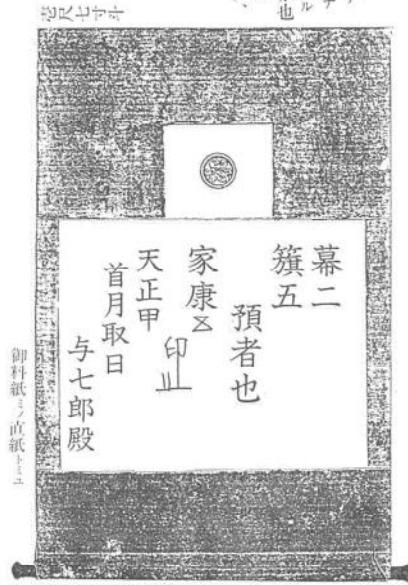 幕二
籏五
預者也
家康
印
天正甲
首月取日
与七郎殿
御料紙ミノ直紙トミユ